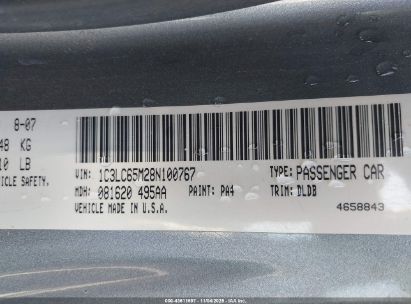 8-07
48 KG
10 LB
VEHICLE SAFETY.
VIN: 1C3LC65M28N100767
TYPE: PASSENGER CAR
MDH: 081620 495AA
PAINT: PA4
TRIM: DLDB
VEHICLE MADE IN U.S.A.
4658843